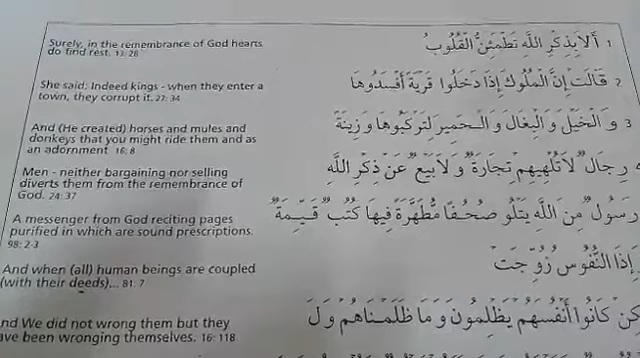 Surely, in the remembrance of God hearts
do find rest. 13: 28
أَلَا بِذِكْرِ اللَّهِ تَطْمَئِنُّ الْقُلُوبُ 1
She said: Indeed kings - when they enter a
town, they corrupt it. 27: 34
قَالَتْ إِنَّ الْمُلُوكَ إِذَا دَخَلُوا قَرْيَةً أَفْسَدُوهَا 2
And (He created) horses and mules and
donkeys that you might ride them and as
an adornment 16: 8
وَ الْخَيْلَ وَ الْبِغَالَ وَ الْحَمِيرَ لِتَرْكَبُوهَا وَ زِينَةً 3
Men - neither bargaining nor selling
diverts them from the remembrance of
God. 24: 37
رِجَالٌ لَا تُلْهِيهِمْ تِجَارَةٌ وَ لَا بَيْعٌ عَنْ ذِكْرِ اللَّهِ
A messenger from God reciting pages
purified in which are sound prescriptions.
98: 2-3
رَسُولٌ مِنَ اللَّهِ يَتْلُو صُحُفًا مُطَهَّرَةً فِيهَا كُتُبٌ قَيِّمَةٌ
And when (all) human beings are coupled
(with their deeds)... 81: 7
إِذَا النُّفُوسُ زُوِّجَتْ
nd We did not wrong them but they
ave been wronging themselves. 16: 118
كِنْ كَانُوا أَنْفُسَهُمْ يَظْلِمُونَ وَ مَا ظَلَمْنَاهُمْ وَ لَ